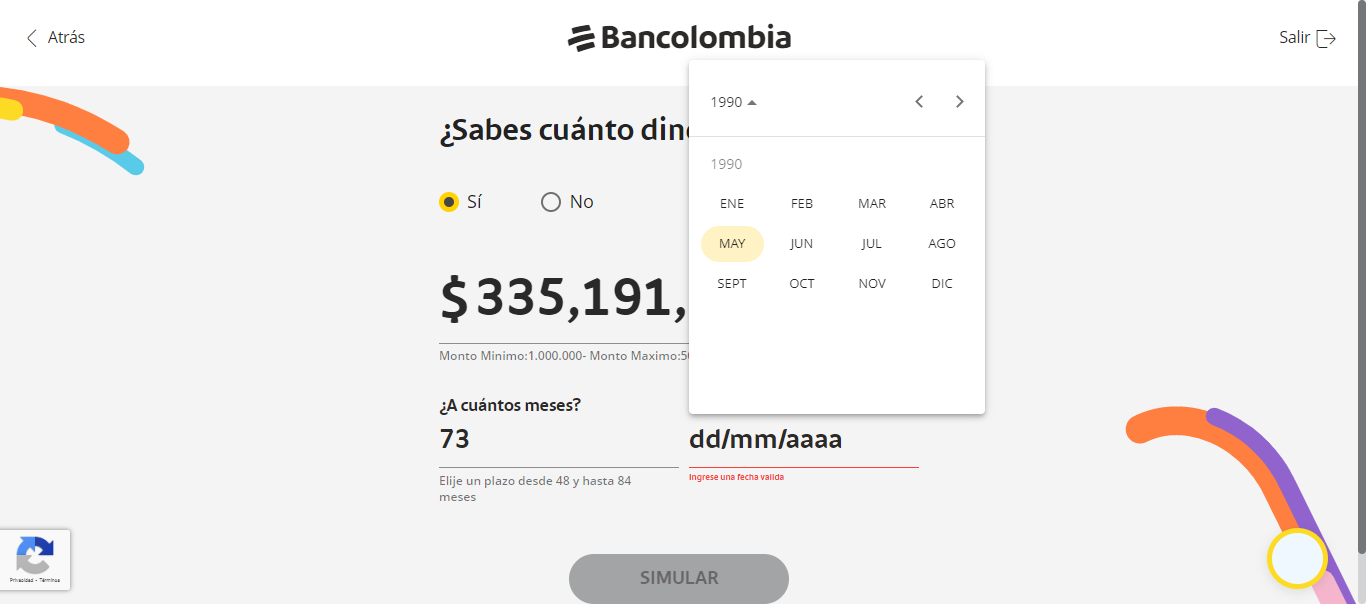 Atrás
Bancolombia
Salir
¿Sabes cuánto din
Sí
No
1990
1990
ENE FEB MAR ABR
MAY JUN JUL AGO
SEPT OCT NOV DIC
$ 335,191,
Monto Minimo:1.000.000- Monto Maximo:5
¿A cuántos meses?
73
dd/mm/aaaa
Elije un plazo desde 48 y hasta 84
meses
Ingrese una fecha valida
SIMULAR
Privacidad - Términos